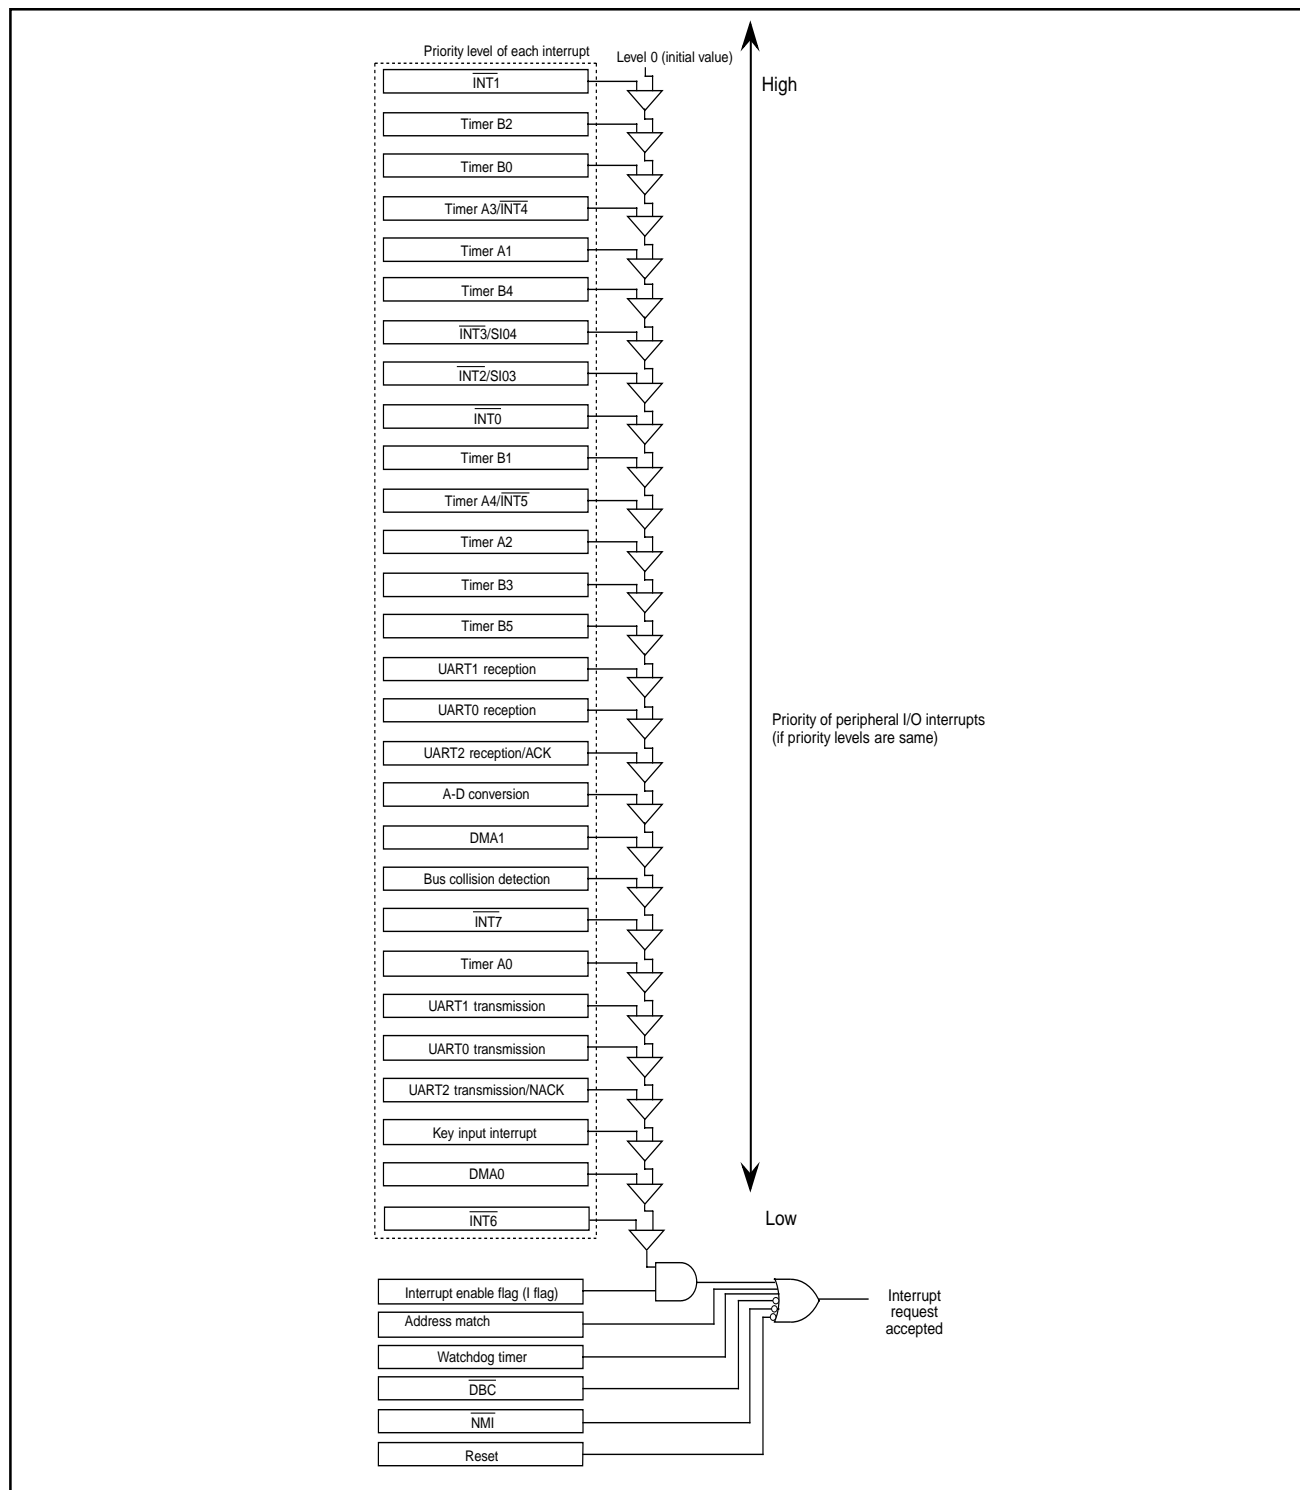 Priority level of each interrupt
Level 0 (initial value)
High
INT1
Timer B2
Timer B0
Timer A3/INT4
Timer A1
Timer B4
INT3/SI04
INT2/SI03
INT0
Timer B1
Timer A4/INT5
Timer A2
Timer B3
Timer B5
UART1 reception
UART0 reception
Priority of peripheral I/O interrupts
(if priority levels are same)
UART2 reception/ACK
A-D conversion
DMA1
Bus collision detection
INT7
Timer A0
UART1 transmission
UART0 transmission
UART2 transmission/NACK
Key input interrupt
DMA0
INT6
Low
Interrupt enable flag (I flag)
Address match
Watchdog timer
DBC
NMI
Reset
Interrupt
request
accepted